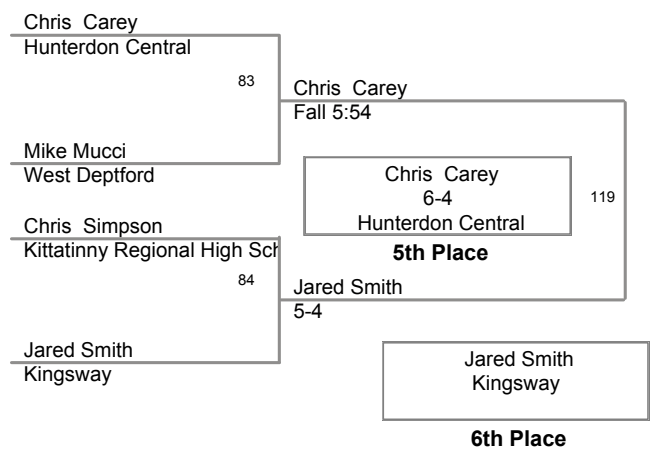 Chris Carey
Hunterdon Central
83
Chris Carey
Fall 5:54
Mike Mucci
West Deptford
Chris Carey
6-4
Hunterdon Central
119
5th Place
Chris Simpson
Kittatinny Regional High Sch
84
Jared Smith
5-4
Jared Smith
Kingsway
Jared Smith
Kingsway
6th Place